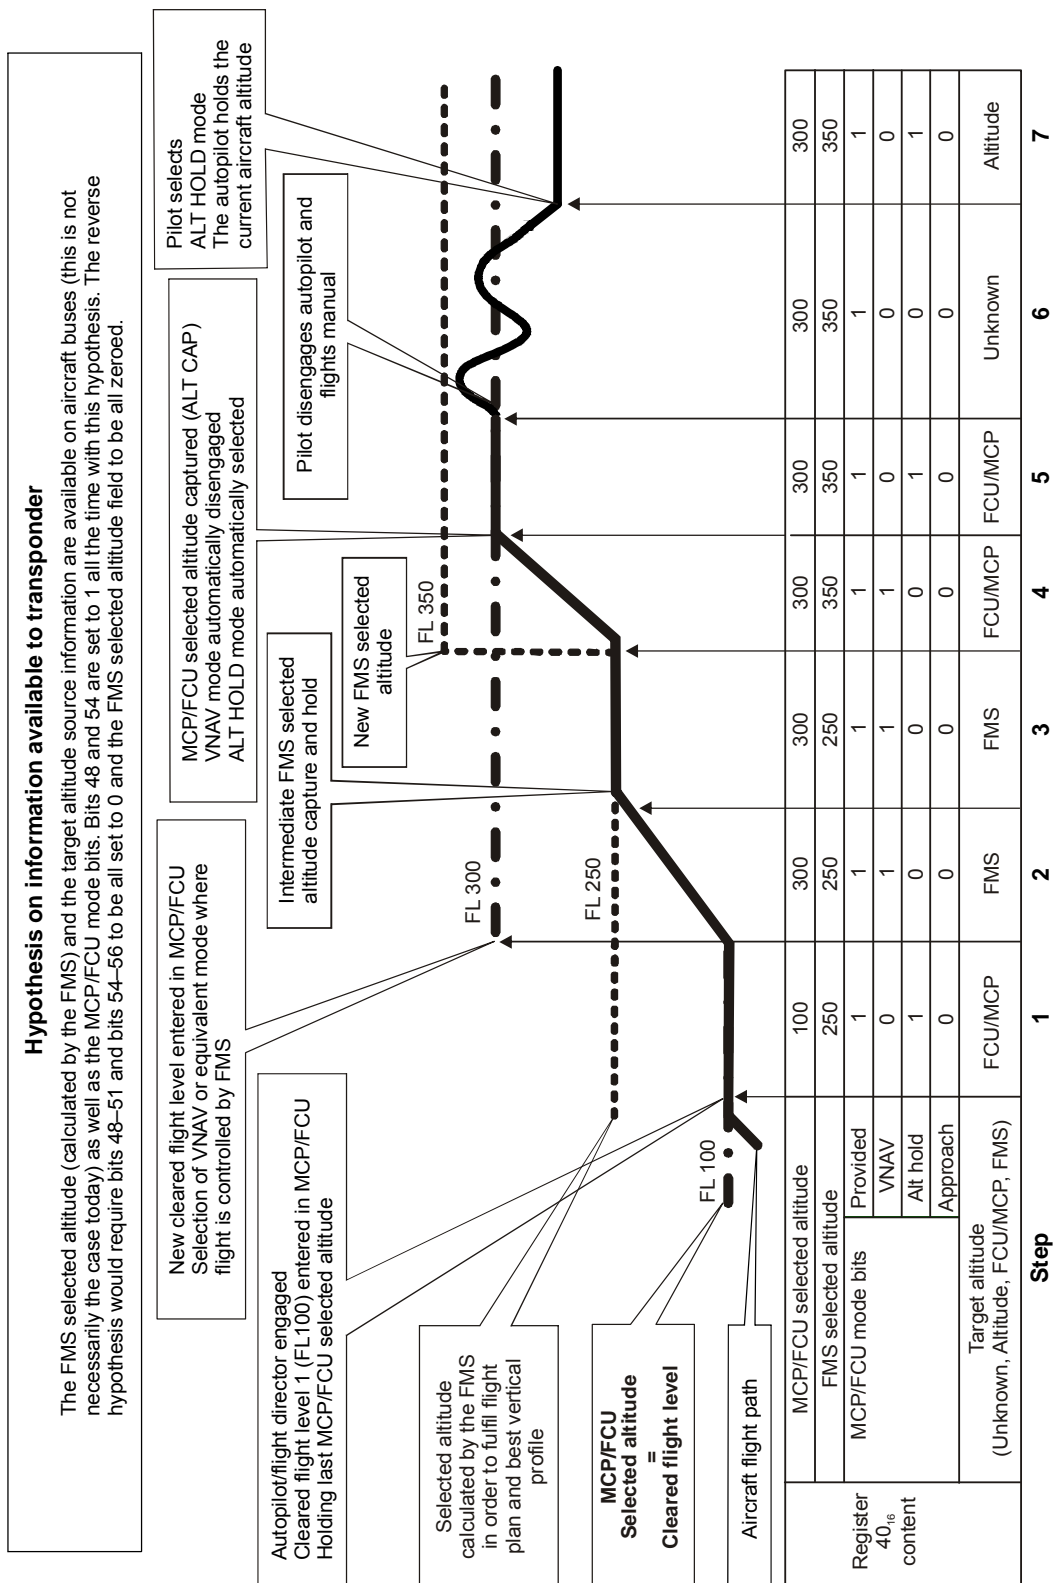 Hypothesis on information available to transponder
The FMS selected altitude (calculated by the FMS) and the target altitude source information are available on aircraft buses (this is not
necessarily the case today) as well as the MCP/FCU mode bits. Bits 48 and 54 are set to 1 all the time with this hypothesis. The reverse
hypothesis would require bits 48–51 and bits 54–56 to be all set to 0 and the FMS selected altitude field to be all zeroed.
Autopilot/flight director engaged
Cleared flight level 1 (FL100) entered in MCP/FCU
Holding last MCP/FCU selected altitude
New cleared flight level entered in MCP/FCU
Selection of VNAV or equivalent mode where
flight is controlled by FMS
MCP/FCU selected altitude captured (ALT CAP)
VNAV mode automatically disengaged
ALT HOLD mode automatically selected
Pilot selects
ALT HOLD mode
The autopilot holds the
current aircraft altitude
Intermediate FMS selected
altitude capture and hold
New FMS selected
altitude
Pilot disengages autopilot and
flights manual
Selected altitude
calculated by the FMS
in order to fulfil flight
plan and best vertical
profile
MCP/FCU
Selected altitude
=
Cleared flight level
Aircraft flight path
FL 100
FL 300
FL 250
FL 350
Register
40₁₆
content
MCP/FCU selected altitude 100 300 300 300 300 300 300
FMS selected altitude 250 250 250 350 350 350 350
MCP/FCU mode bits
Provided 1 1 1 1 1 1 1
VNAV 0 1 1 1 0 0 0
Alt hold 1 0 0 0 1 0 1
Approach 0 0 0 0 0 0 0
Target altitude
(Unknown, Altitude, FCU/MCP, FMS)
FCU/MCP FMS FMS FCU/MCP FCU/MCP Unknown Altitude
Step 1 2 3 4 5 6 7